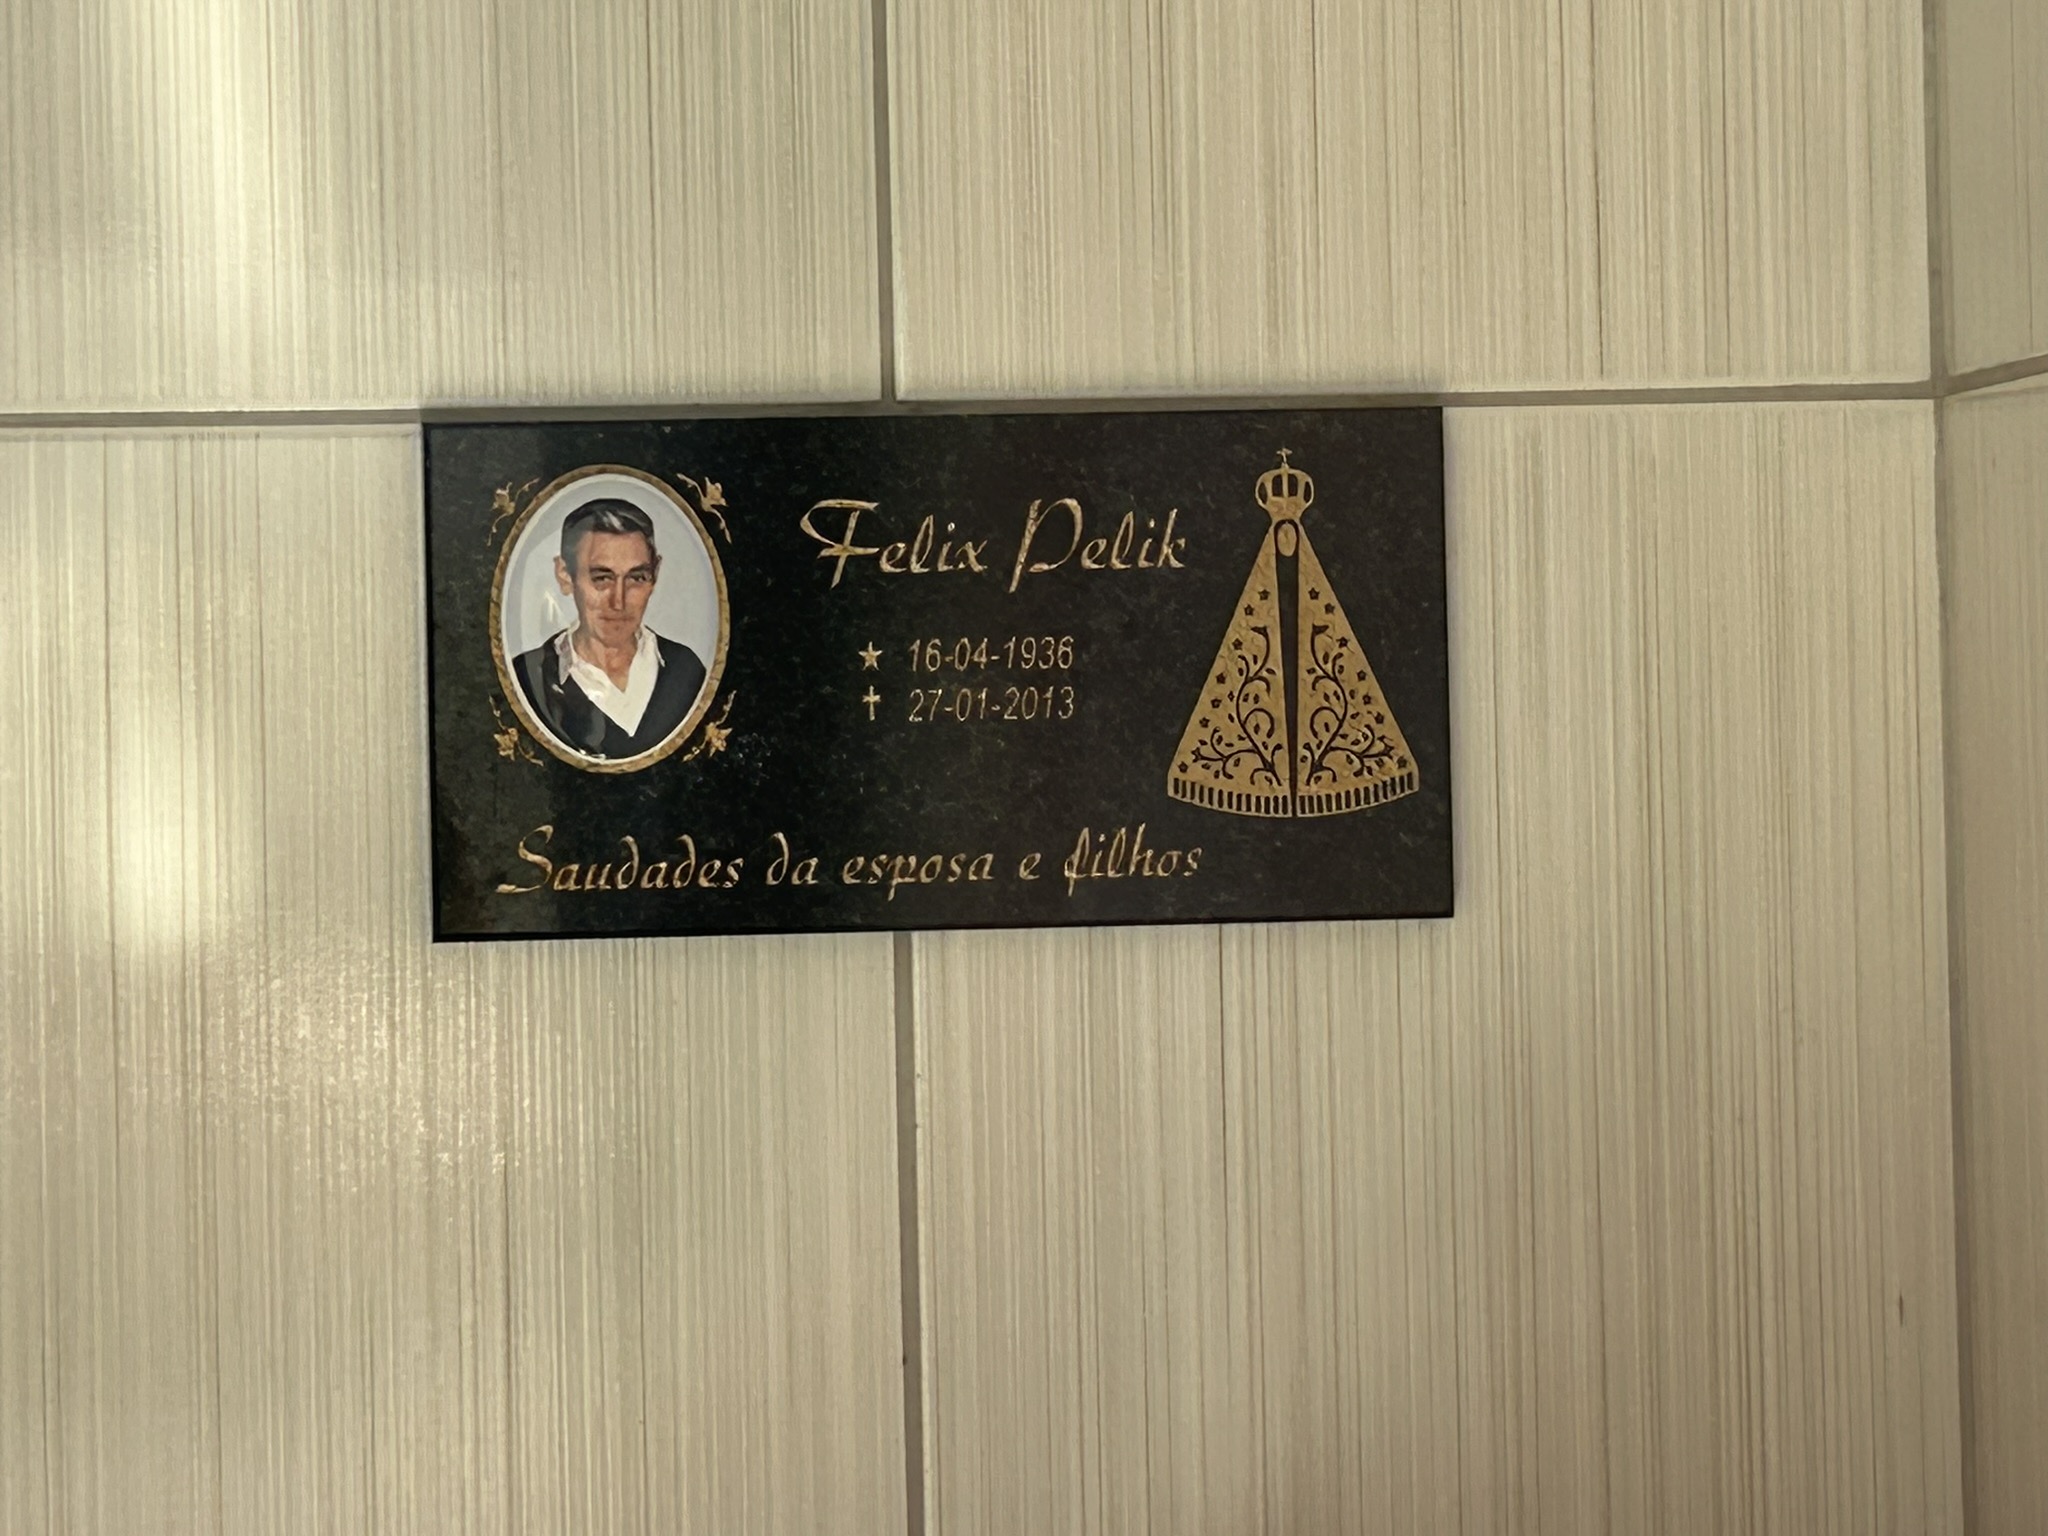 Felix Pelik
★ 16-04-1936
✝ 27-01-2013
Saudades da esposa e filhos